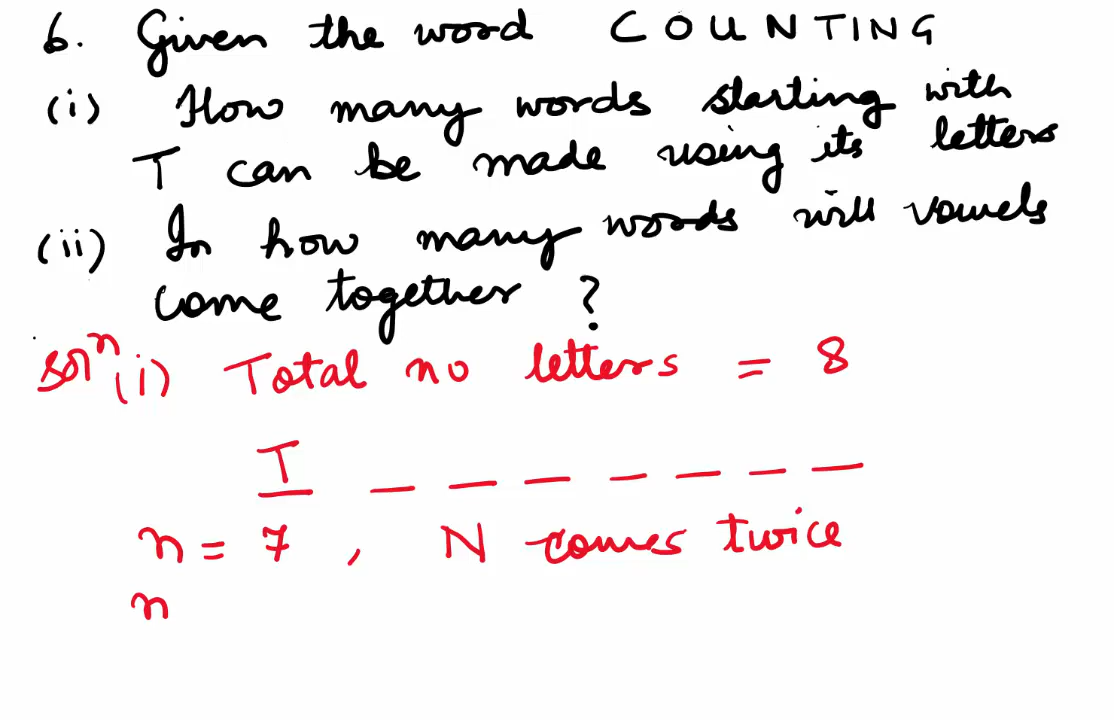 6. Given the word COUNTING
(i) How many words starting with
T can be made using its letters
(ii) In how many words will vowels
come together ?
Solⁿ (i) Total no letters = 8
T _ _ _ _ _ _ _
n = 7 , N comes twice
n